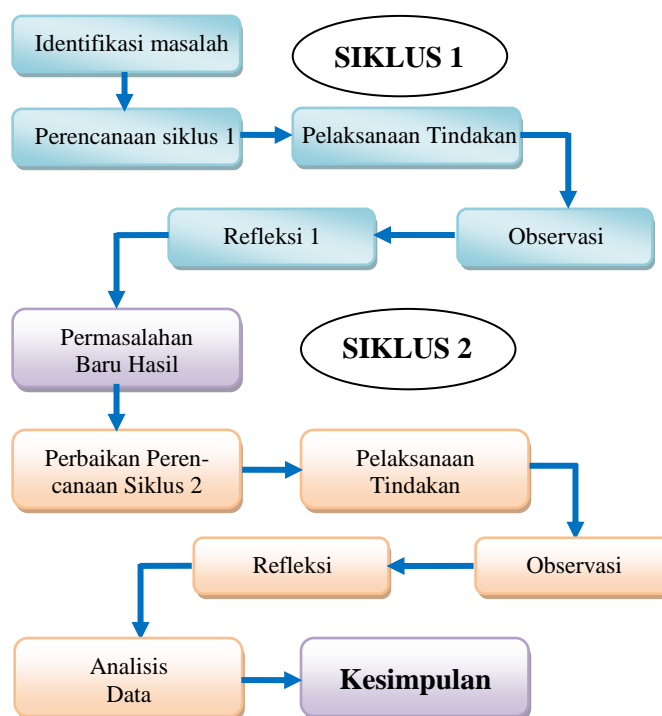 Identifikasi masalah
SIKLUS 1
Perencanaan siklus 1
Pelaksanaan Tindakan
Refleksi 1
Observasi
Permasalahan
Baru Hasil
SIKLUS 2
Perbaikan Peren-
canaan Siklus 2
Pelaksanaan
Tindakan
Refleksi
Observasi
Analisis
Data
Kesimpulan